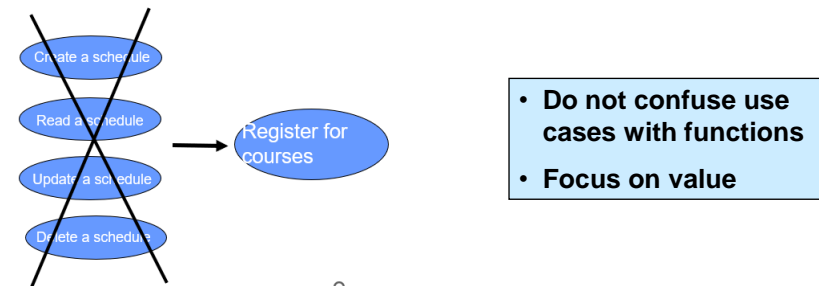 Create a schedule
Read a schedule
Update a schedule
Delete a schedule
Register for
courses
• Do not confuse use
cases with functions
• Focus on value